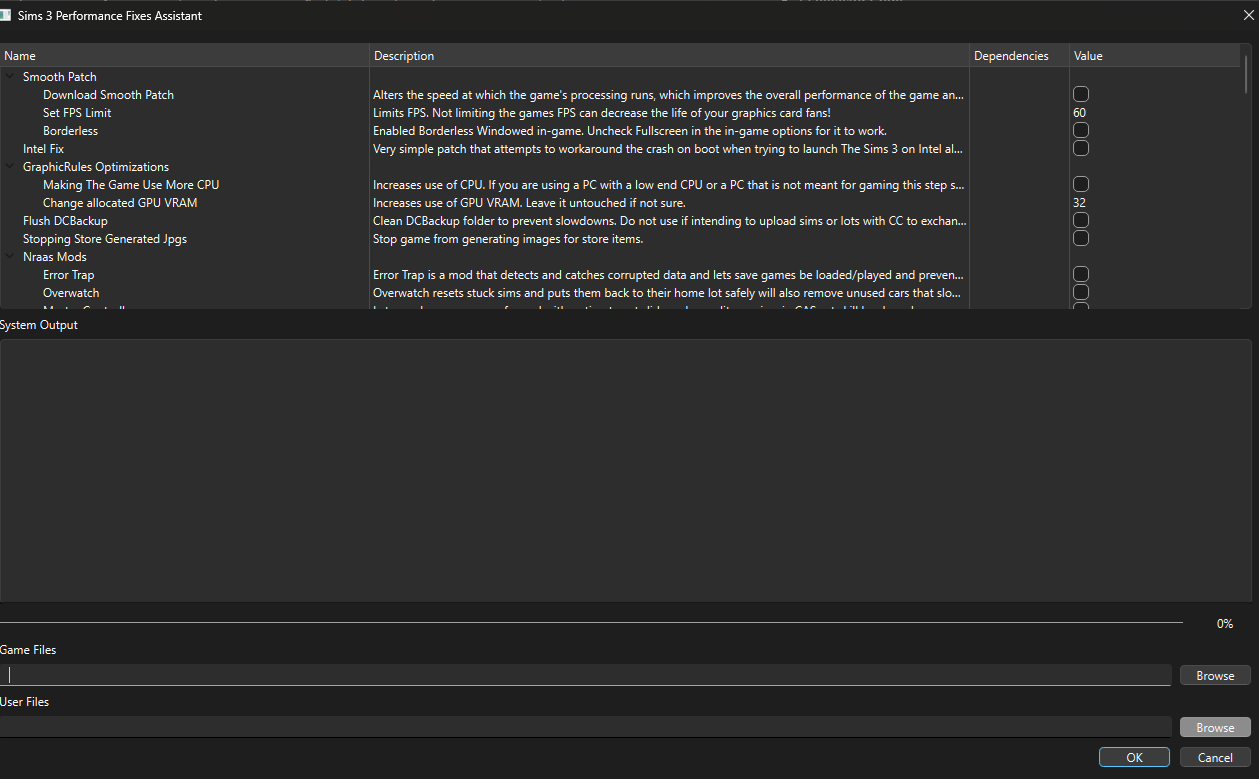 Sims 3 Performance Fixes Assistant
Name Description Dependencies Value
Smooth Patch
Download Smooth Patch Alters the speed at which the game's processing runs, which improves the overall performance of the game an...
Set FPS Limit Limits FPS. Not limiting the games FPS can decrease the life of your graphics card fans! 60
Borderless Enabled Borderless Windowed in-game. Uncheck Fullscreen in the in-game options for it to work.
Intel Fix Very simple patch that attempts to workaround the crash on boot when trying to launch The Sims 3 on Intel al...
GraphicRules Optimizations
Making The Game Use More CPU Increases use of CPU. If you are using a PC with a low end CPU or a PC that is not meant for gaming this step s...
Change allocated GPU VRAM Increases use of GPU VRAM. Leave it untouched if not sure. 32
Flush DCBackup Clean DCBackup folder to prevent slowdowns. Do not use if intending to upload sims or lots with CC to exchan...
Stopping Store Generated Jpgs Stop game from generating images for store items.
Nraas Mods
Error Trap Error Trap is a mod that detects and catches corrupted data and lets save games be loaded/played and preven...
Overwatch Overwatch resets stuck sims and puts them back to their home lot safely will also remove unused cars that slo...
System Output
0%
Game Files
Browse
User Files
Browse
OK Cancel